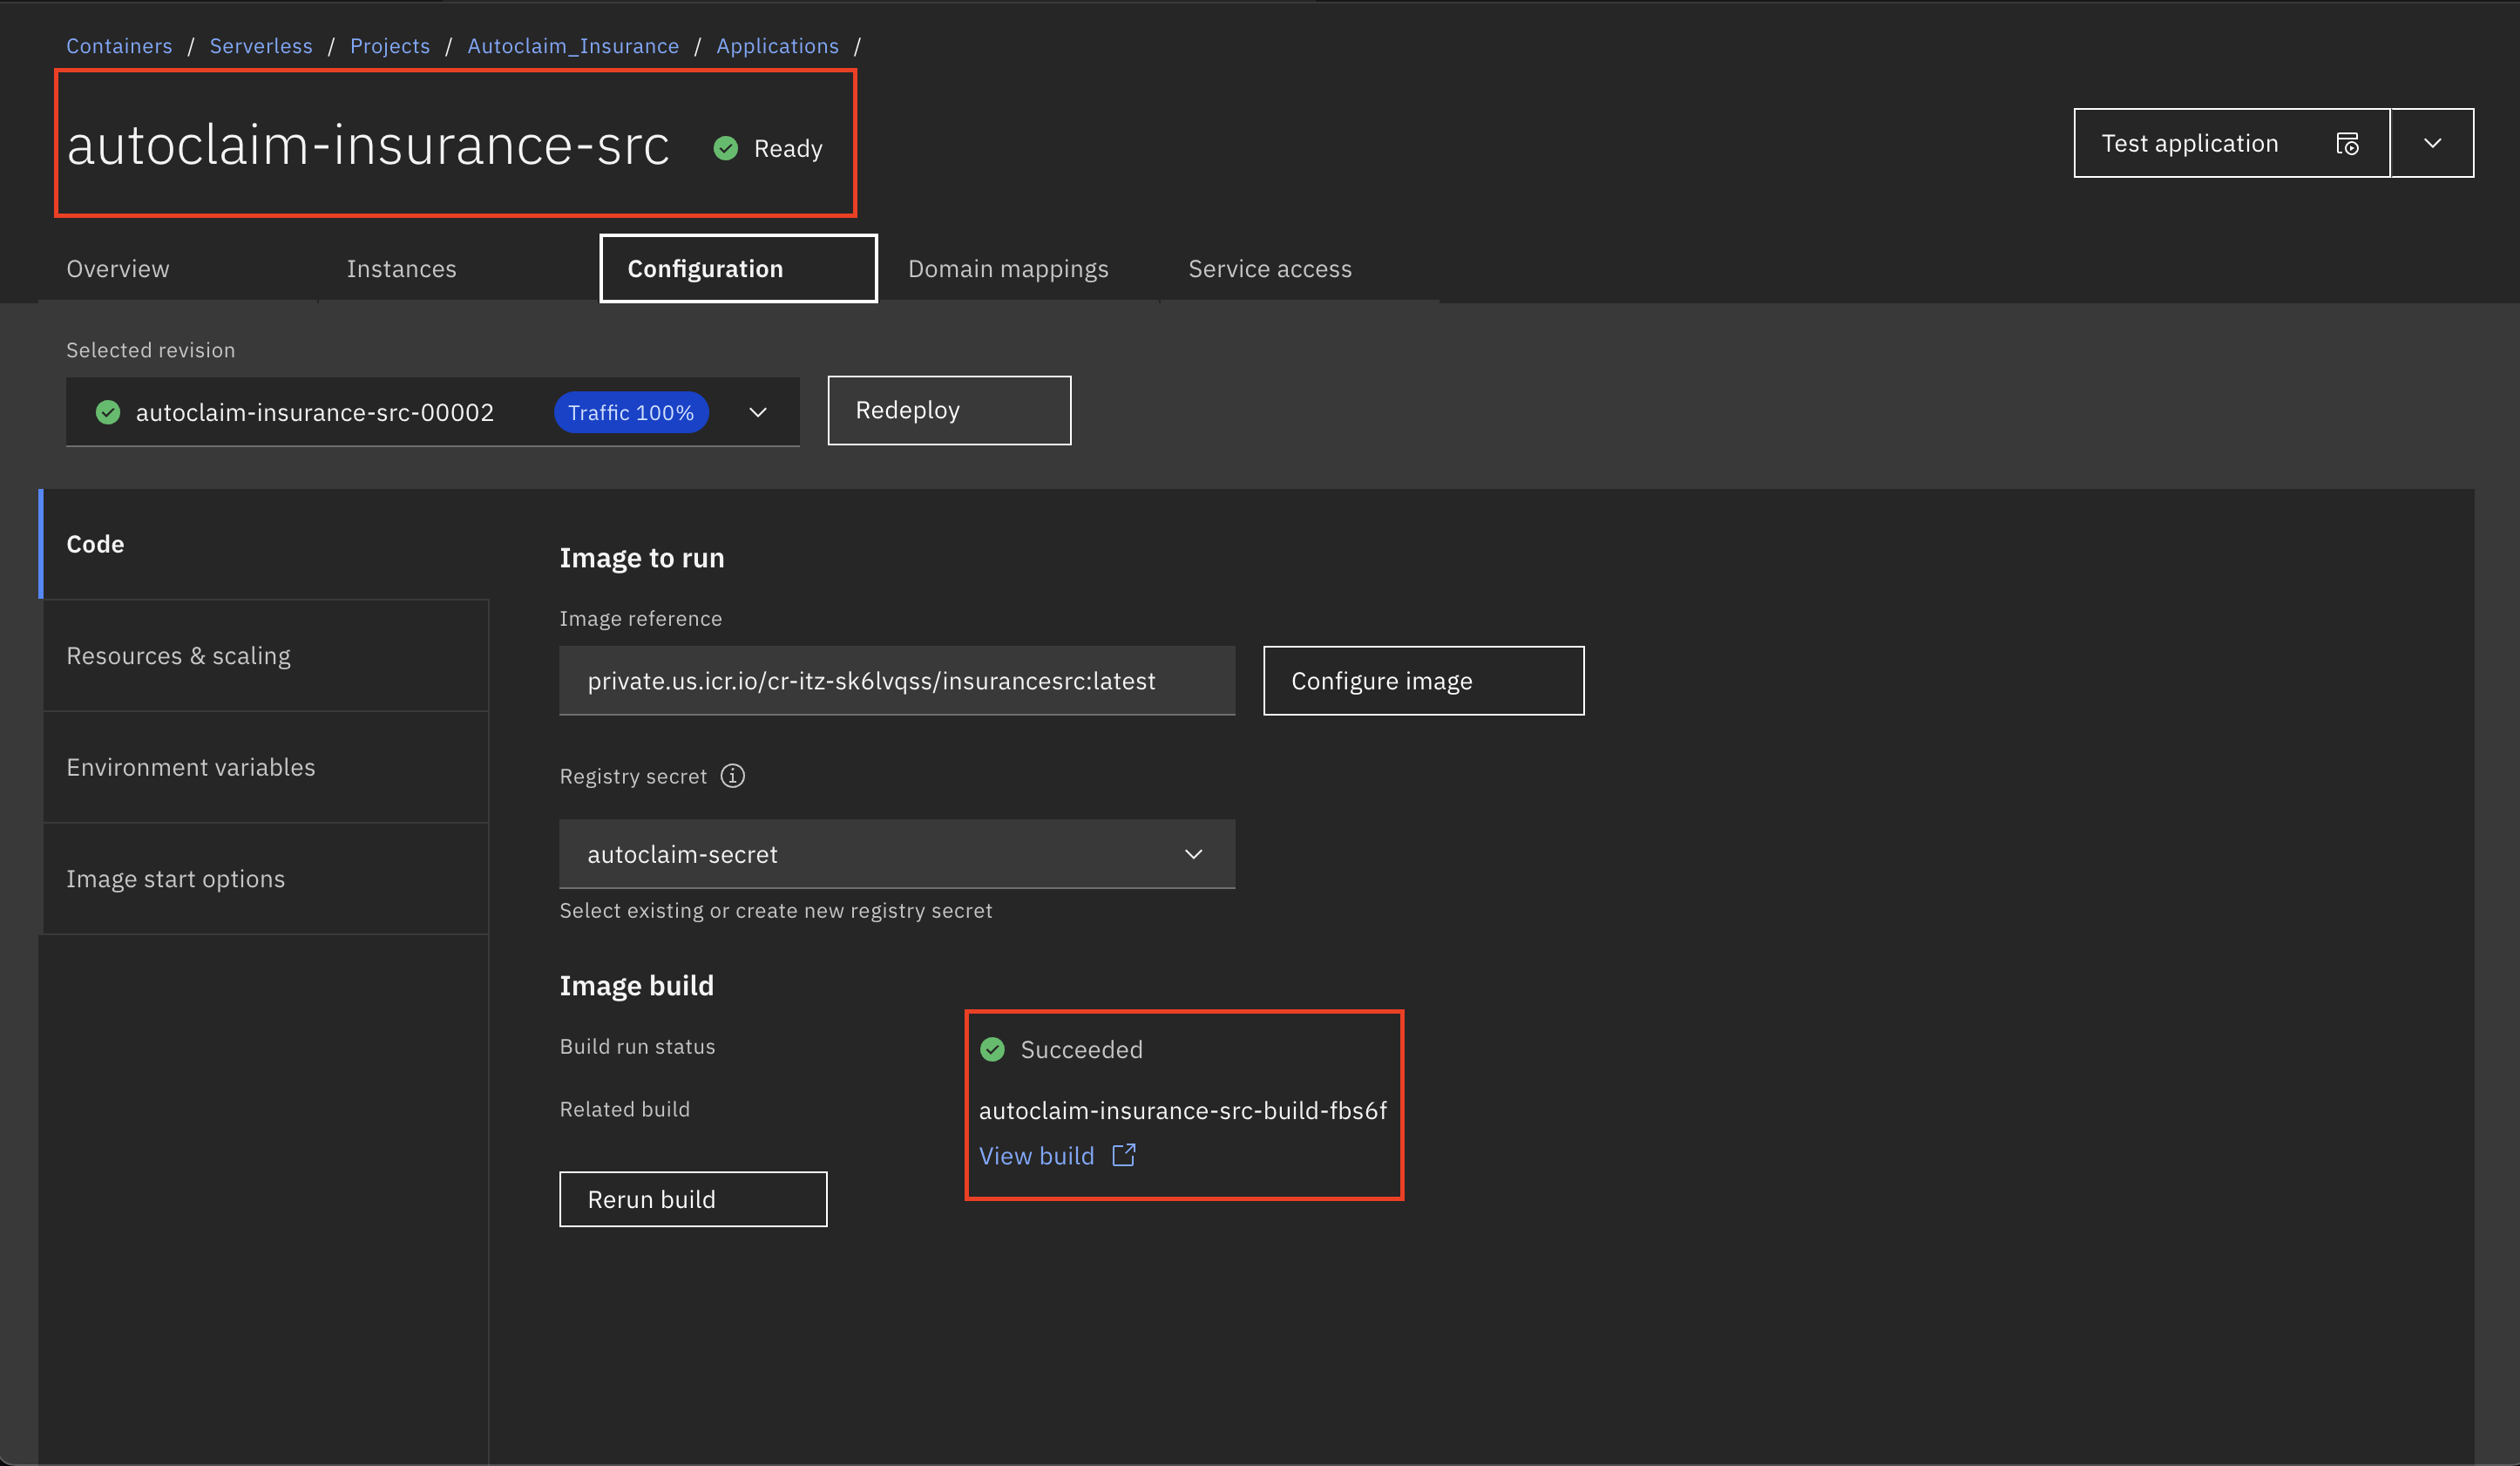 Containers / Serverless / Projects / Autoclaim_Insurance / Applications /
autoclaim-insurance-src Ready
Test application
Overview Instances Configuration Domain mappings Service access
Selected revision
autoclaim-insurance-src-00002 Traffic 100% Redeploy
Code
Resources & scaling
Environment variables
Image start options
Image to run
Image reference
private.us.icr.io/cr-itz-sk6lvqss/insurancesrc:latest Configure image
Registry secret
autoclaim-secret
Select existing or create new registry secret
Image build
Build run status Succeeded
Related build autoclaim-insurance-src-build-fbs6f
View build
Rerun build